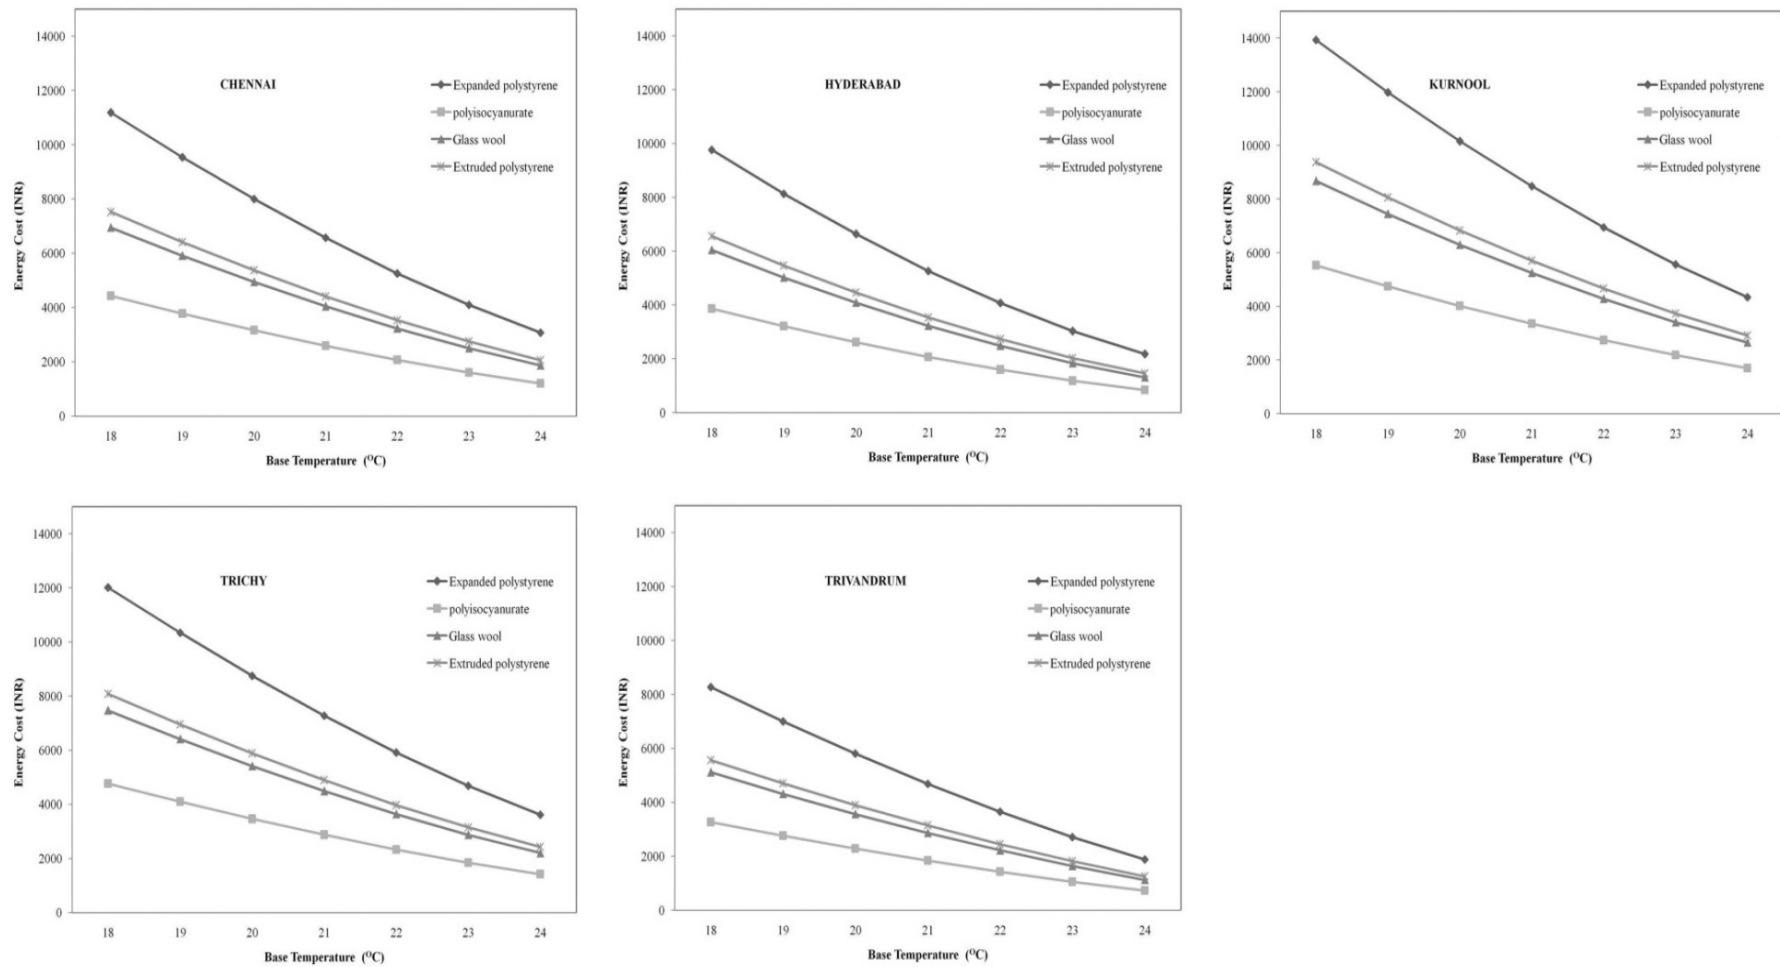 CHENNAI
Expanded polystyrene
polyisocyanurate
Glass wool
Extruded polystyrene
Energy Cost (INR)
14000
12000
10000
8000
6000
4000
2000
0
18 19 20 21 22 23 24
Base Temperature (OC)
HYDERABAD
Expanded polystyrene
polyisocyanurate
Glass wool
Extruded polystyrene
Energy Cost (INR)
14000
12000
10000
8000
6000
4000
2000
0
18 19 20 21 22 23 24
Base Temperature (OC)
KURNOOL
Expanded polystyrene
polyisocyanurate
Glass wool
Extruded polystyrene
Energy Cost (INR)
14000
12000
10000
8000
6000
4000
2000
0
18 19 20 21 22 23 24
Base Temperature (OC)
TRICHY
Expanded polystyrene
polyisocyanurate
Glass wool
Extruded polystyrene
Energy Cost (INR)
14000
12000
10000
8000
6000
4000
2000
0
18 19 20 21 22 23 24
Base Temperature (OC)
TRIVANDRUM
Expanded polystyrene
polyisocyanurate
Glass wool
Extruded polystyrene
Energy Cost (INR)
14000
12000
10000
8000
6000
4000
2000
0
18 19 20 21 22 23 24
Base Temperature (OC)